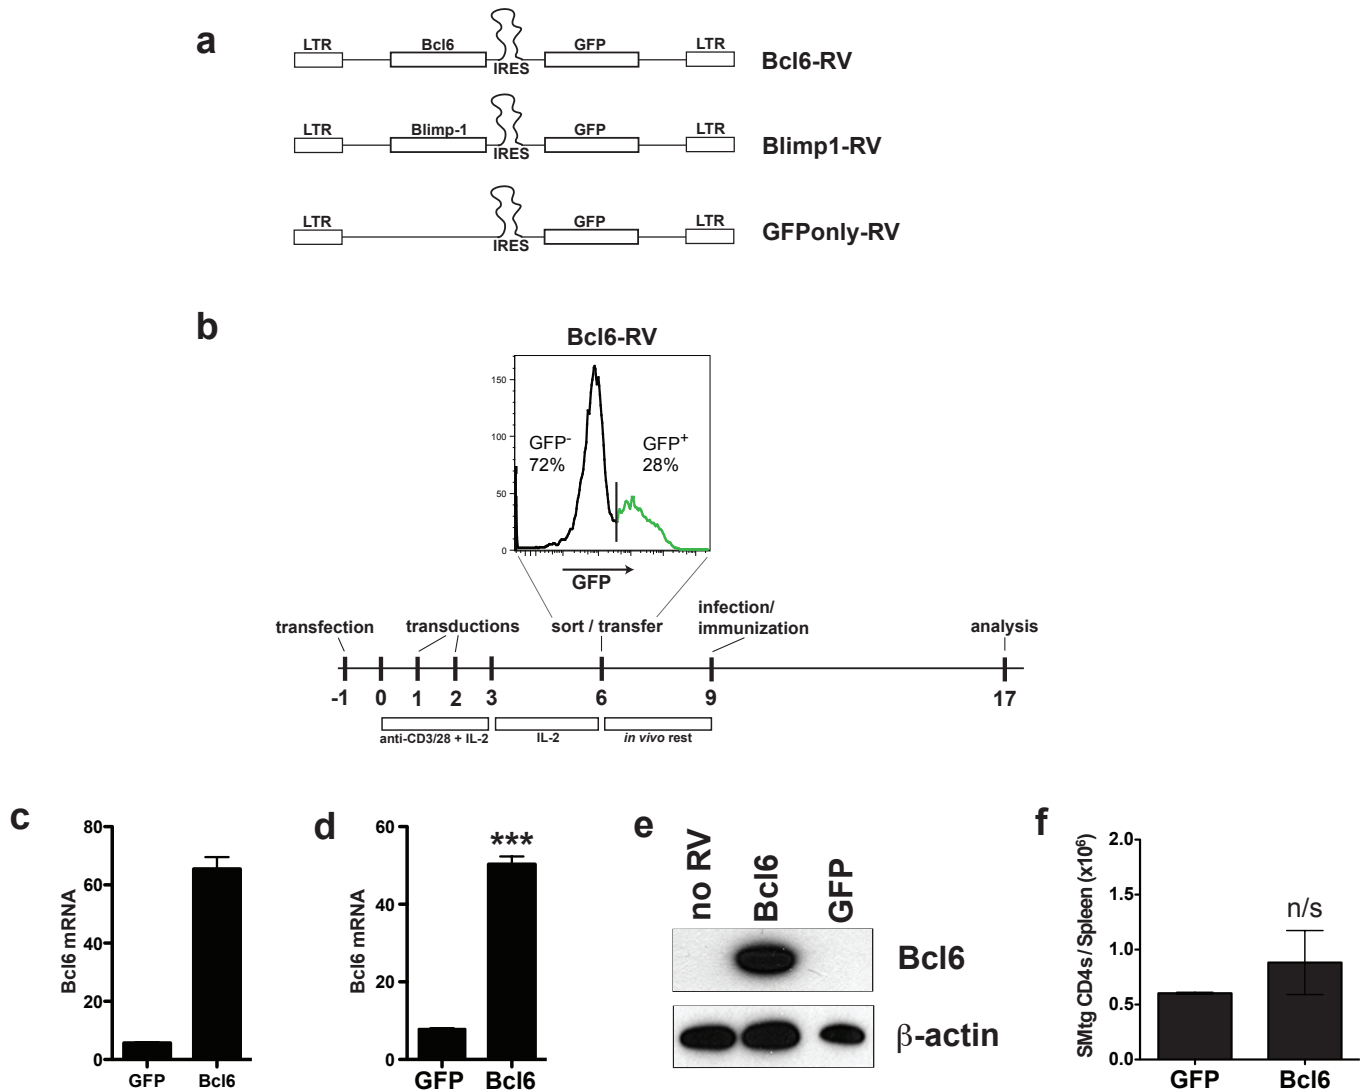 a
LTR Bcl6 IRES GFP LTR Bcl6-RV
LTR Blimp-1 IRES GFP LTR Blimp1-RV
LTR IRES GFP LTR GFPonly-RV
b
Bcl6-RV
150
100
50
0
GFP-
72%
GFP+
28%
GFP
transfection transductions sort / transfer infection/
immunization
analysis
-1 0 1 2 3 6 9 17
anti-CD3/28 + IL-2 IL-2 in vivo rest
c
Bcl6 mRNA
80
60
40
20
0
GFP Bcl6
d
Bcl6 mRNA
60
40
20
0
***
GFP Bcl6
e
no RV Bcl6 GFP
Bcl6
β-actin
f
SMtg CD4s / Spleen (x10⁶)
2.0
1.5
1.0
0.5
0.0
n/s
GFP Bcl6